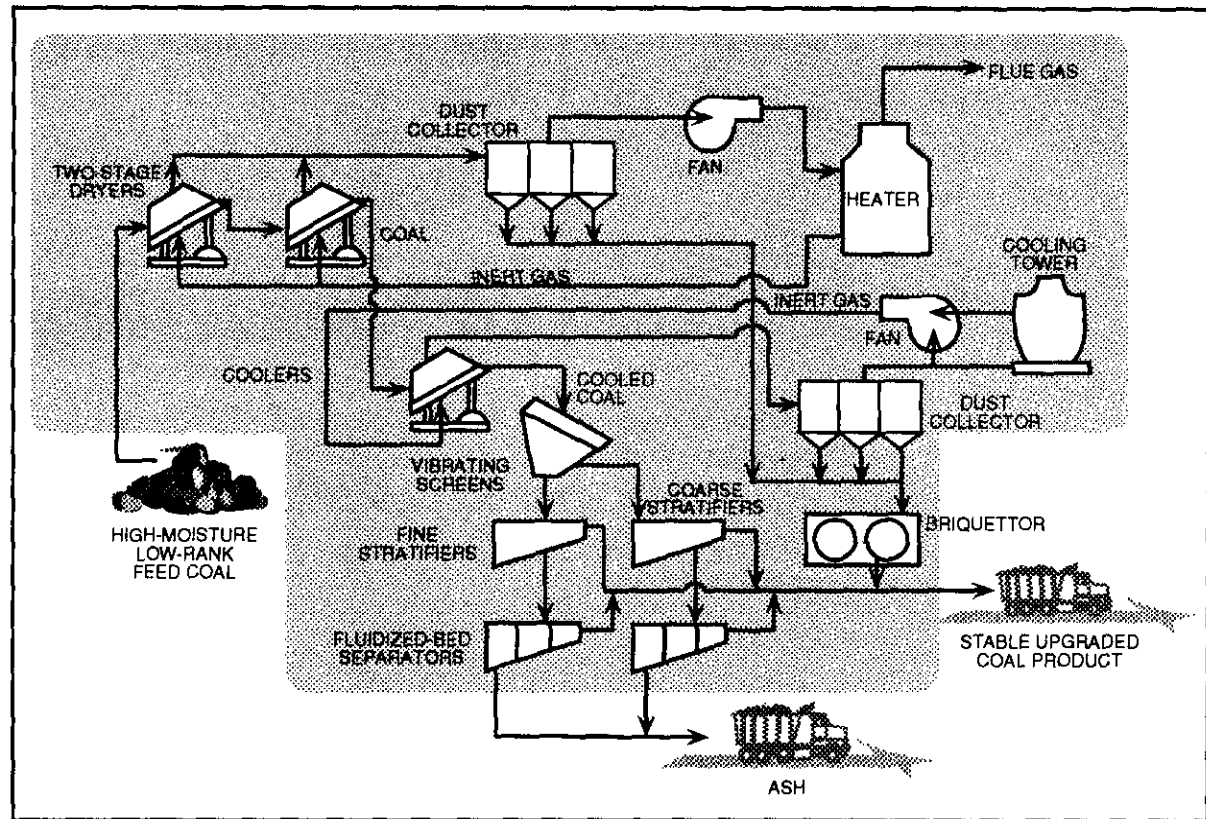 FLUE GAS
DUST
COLLECTOR
FAN
TWO-STAGE
DRYERS
HEATER
COAL
COOLING
TOWER
INERT GAS
INERT GAS
FAN
COOLERS
COOLED
COAL
DUST
COLLECTOR
VIBRATING
SCREENS
COARSE
STRATIFIERS
HIGH-MOISTURE
LOW-RANK
FEED COAL
FINE
STRATIFIERS
BRIQUETTOR
FLUIDIZED-BED
SEPARATORS
STABLE UPGRADED
COAL PRODUCT
ASH